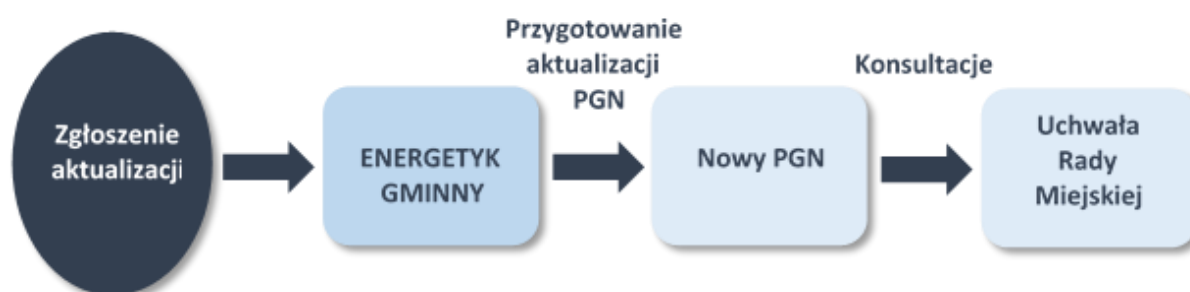 Zgłoszenie
aktualizacji
ENERGETYK
GMINNY
Przygotowanie
aktualizacji
PGN
Nowy PGN
Konsultacje
Uchwała
Rady
Miejskiej